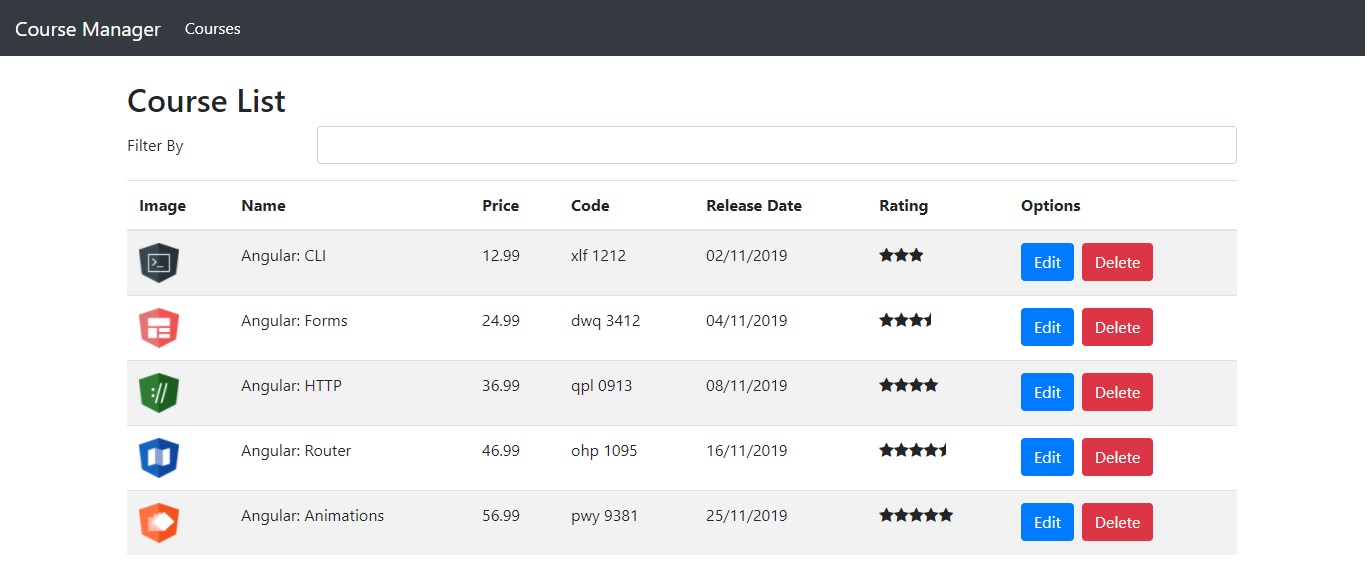 Course Manager Courses
Course List
Filter By
Image Name Price Code Release Date Rating Options
Angular: CLI 12.99 xlf 1212 02/11/2019 Edit Delete
Angular: Forms 24.99 dwq 3412 04/11/2019 Edit Delete
Angular: HTTP 36.99 qpl 0913 08/11/2019 Edit Delete
Angular: Router 46.99 ohp 1095 16/11/2019 Edit Delete
Angular: Animations 56.99 pwy 9381 25/11/2019 Edit Delete